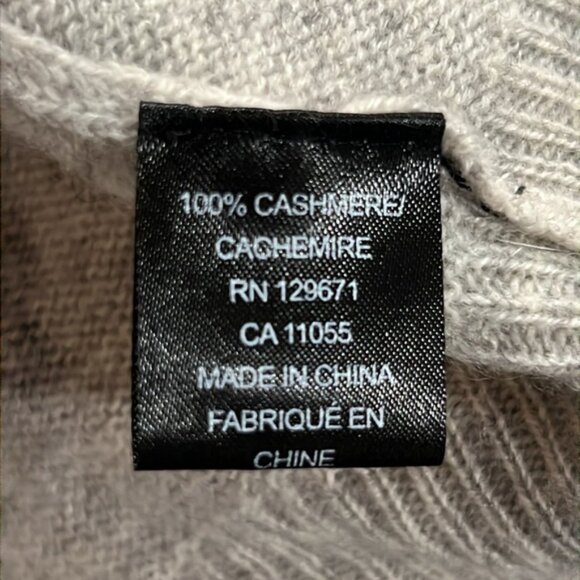 100% CASHMERE/
CACHEMIRE
RN 129671
CA 11055
MADE IN CHINA
FABRIQUÉ EN
CHINE